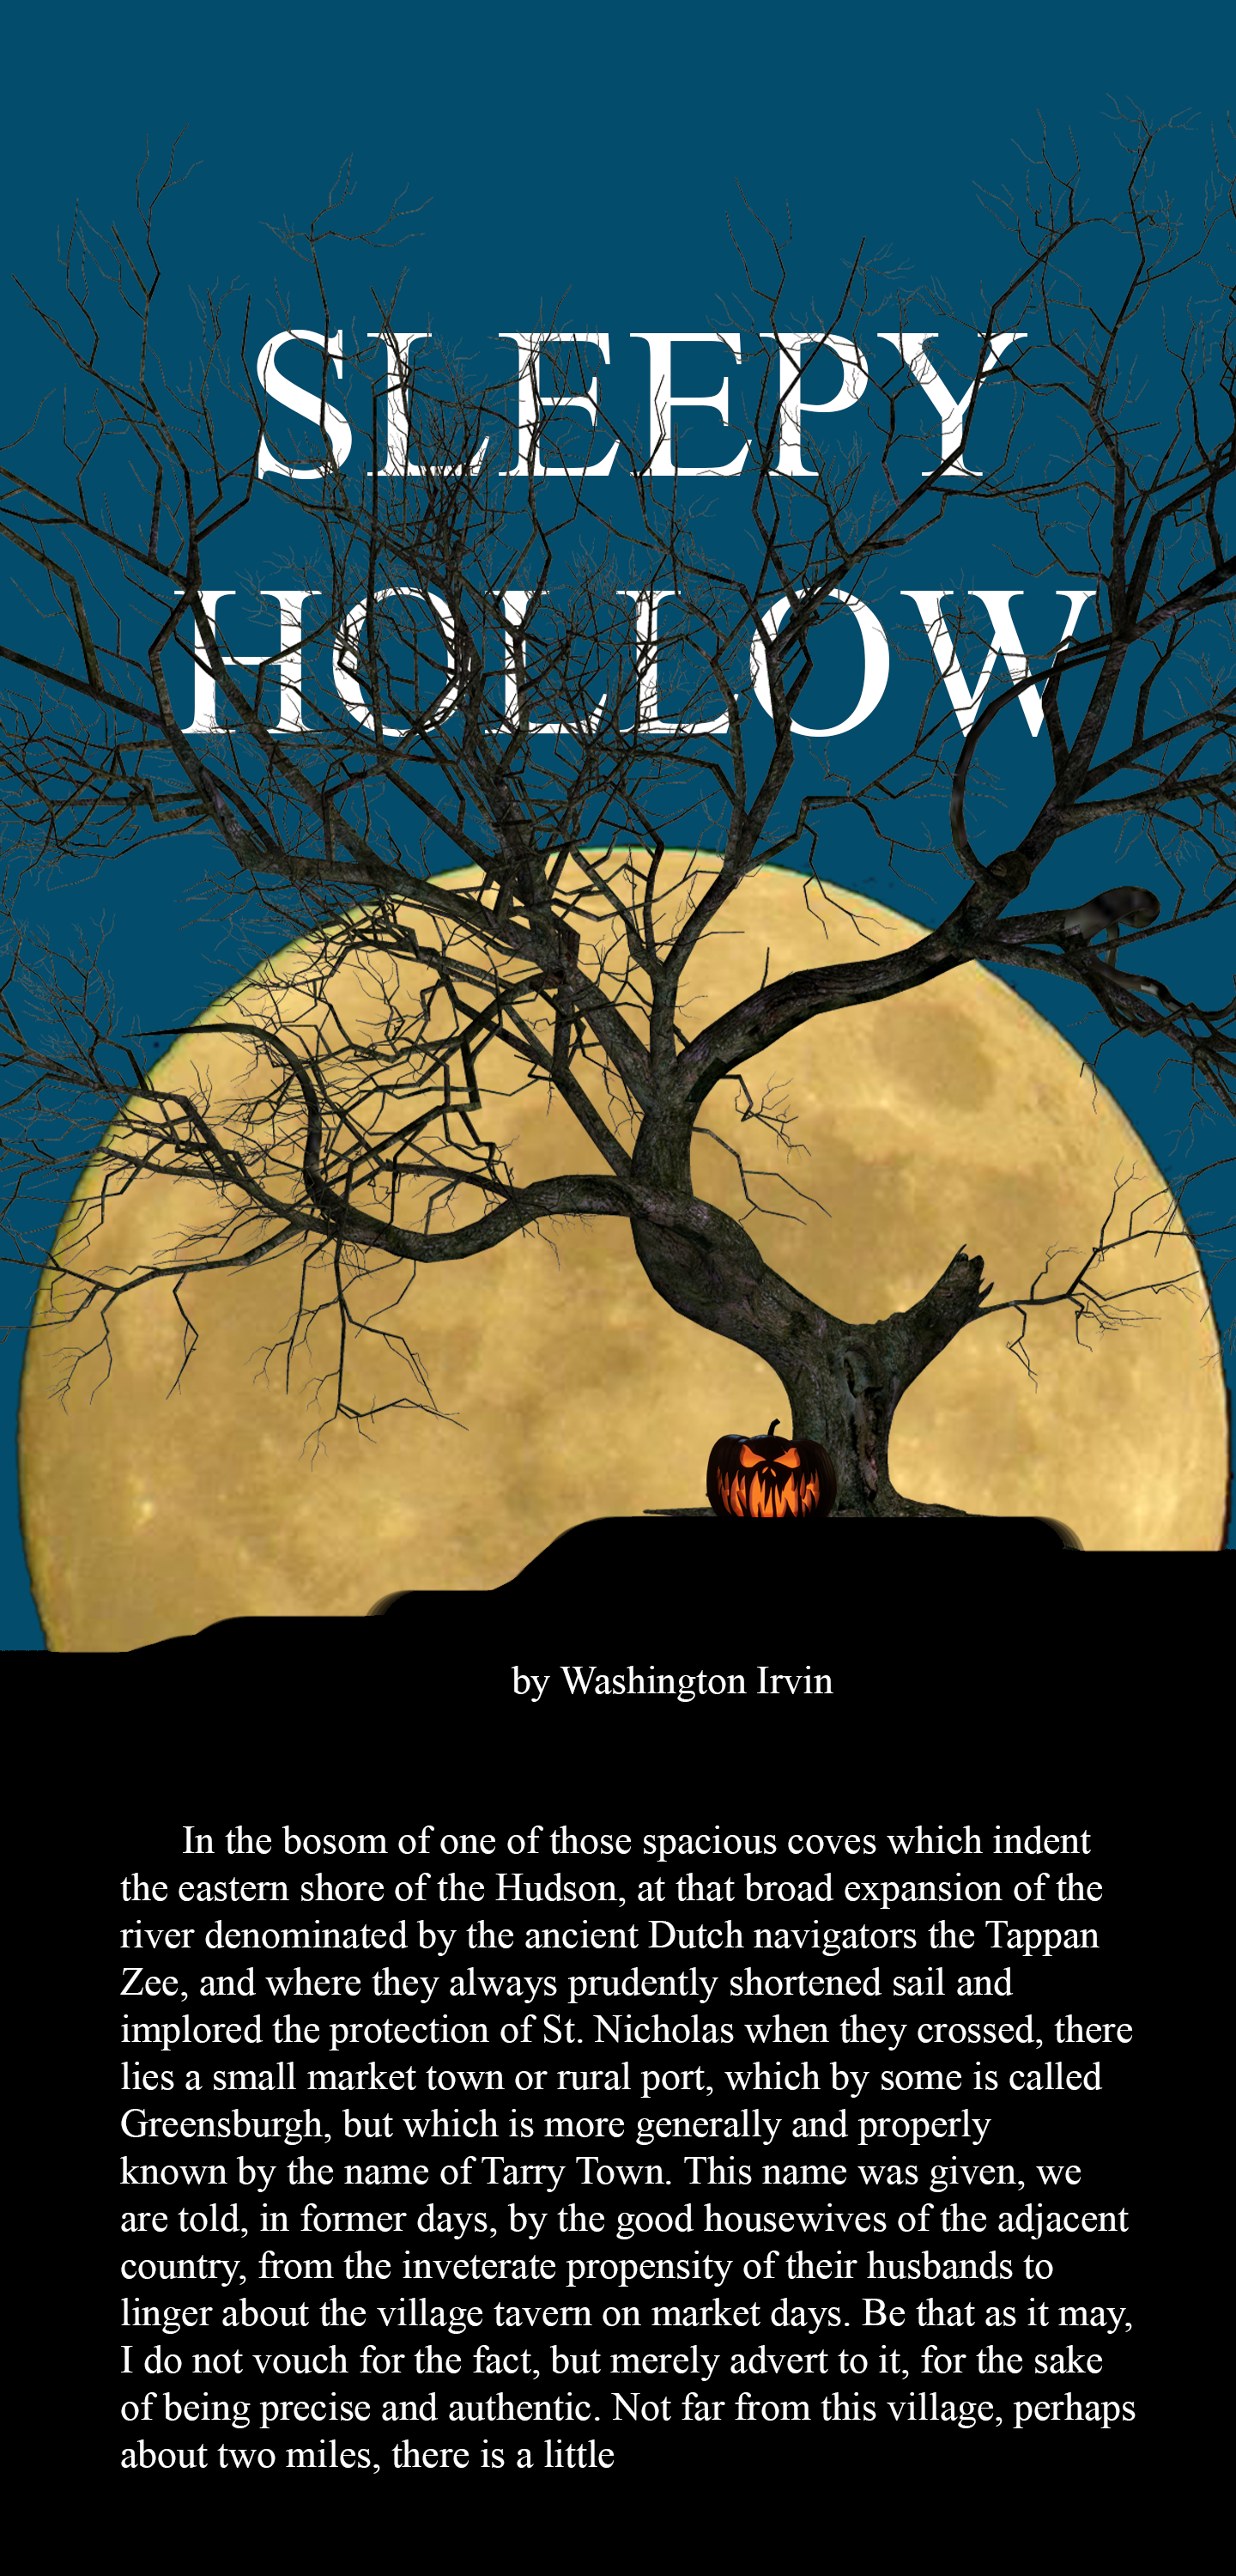 SLEEPY
HOLLOW
by Washington Irvin
In the bosom of one of those spacious coves which indent
the eastern shore of the Hudson, at that broad expansion of the
river denominated by the ancient Dutch navigators the Tappan
Zee, and where they always prudently shortened sail and
implored the protection of St. Nicholas when they crossed, there
lies a small market town or rural port, which by some is called
Greensburgh, but which is more generally and properly
known by the name of Tarry Town. This name was given, we
are told, in former days, by the good housewives of the adjacent
country, from the inveterate propensity of their husbands to
linger about the village tavern on market days. Be that as it may,
I do not vouch for the fact, but merely advert to it, for the sake
of being precise and authentic. Not far from this village, perhaps
about two miles, there is a little